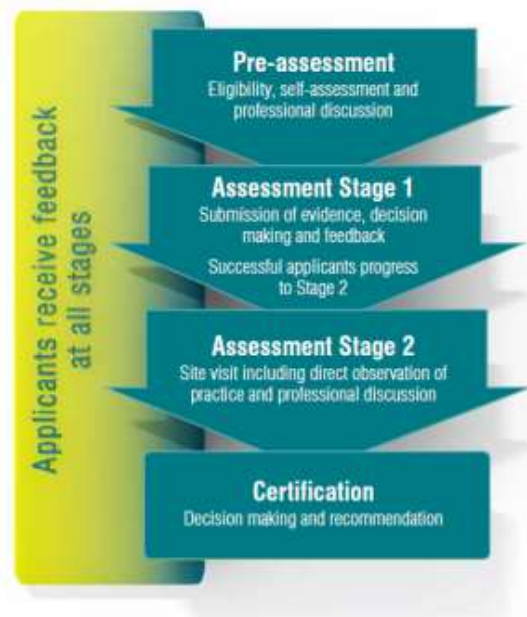 Applicants receive feedback
at all stages
Pre-assessment
Eligibility, self-assessment and
professional discussion
Assessment Stage 1
Submission of evidence, decision
making and feedback
Successful applicants progress
to Stage 2
Assessment Stage 2
Site visit including direct observation of
practice and professional discussion
Certification
Decision making and recommendation